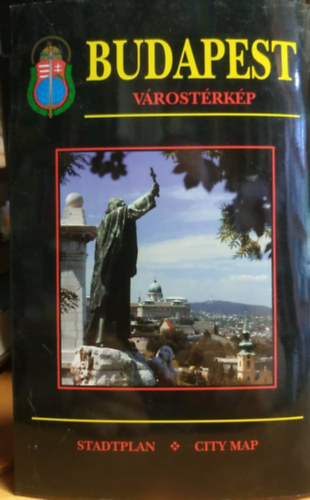 BUDAPEST
VÁROSTÉRKÉP
STADTPLAN ❖ CITY MAP